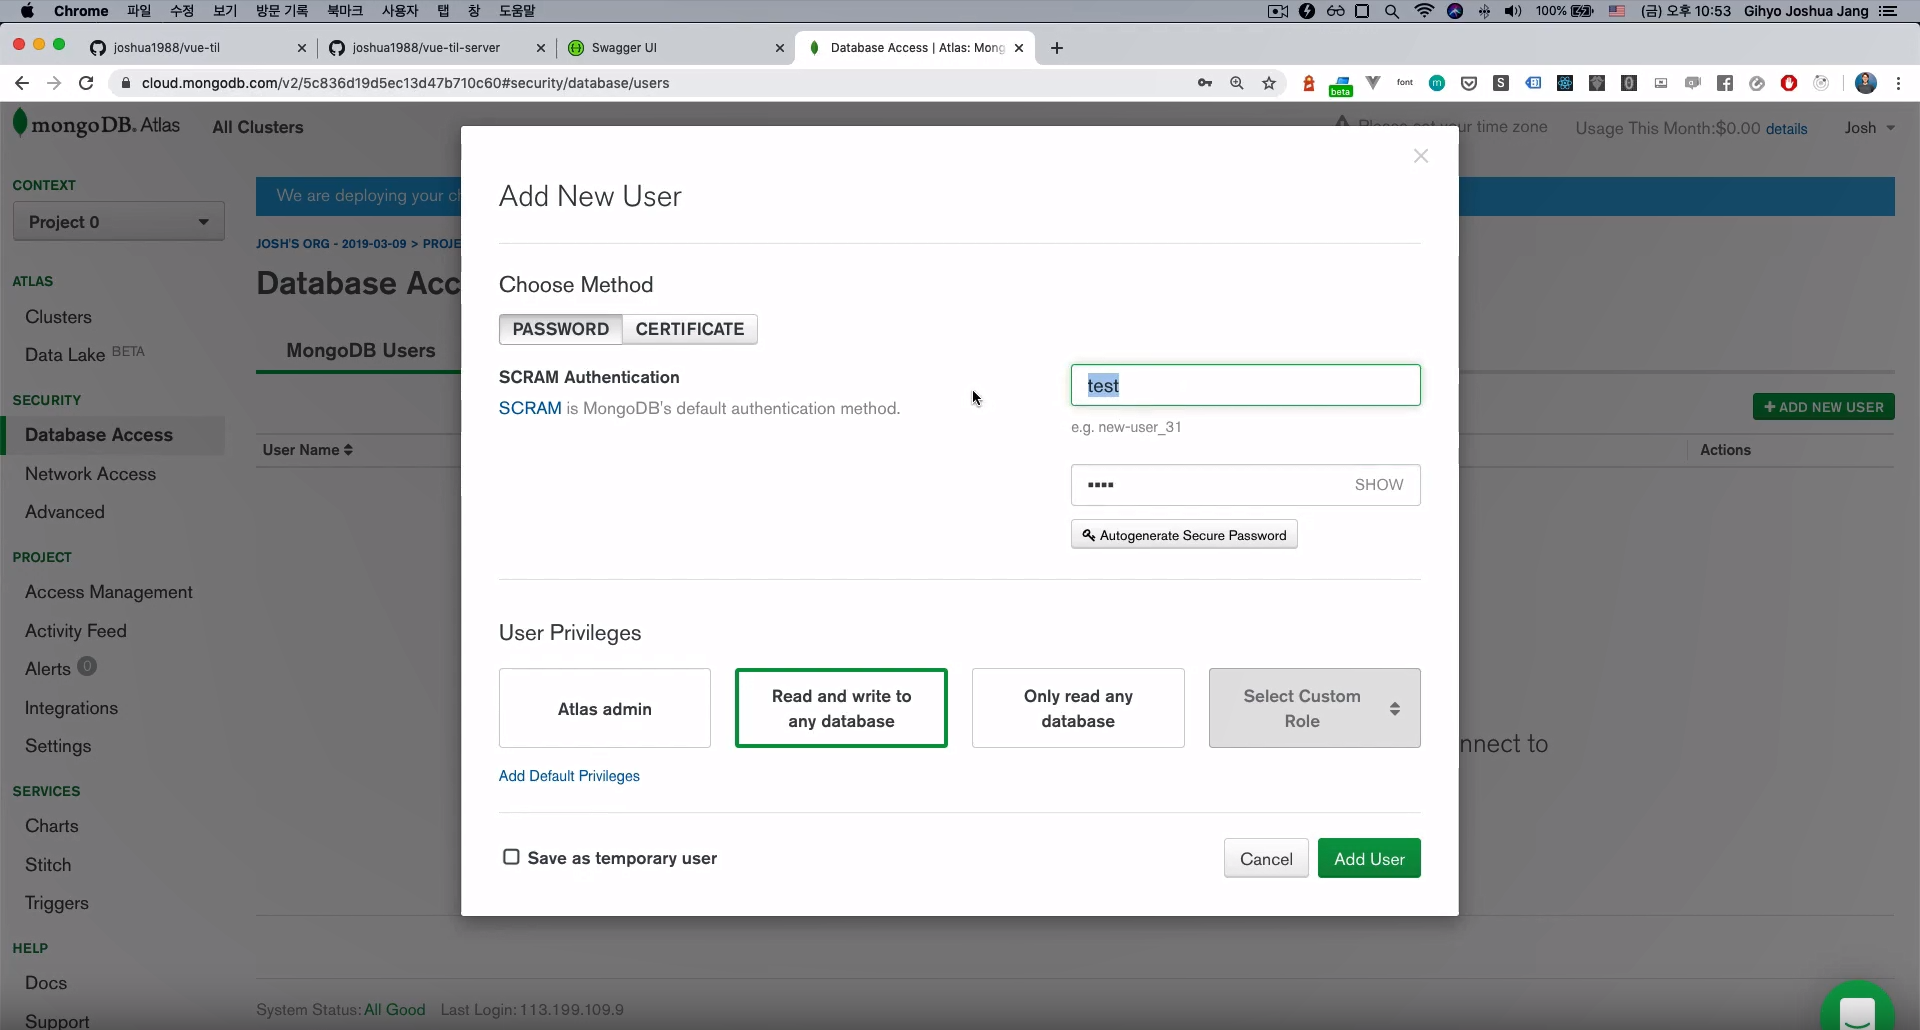 Chrome 파일 수정 보기 방문 기록 북마크 사용자 탭 창 도움말
100% (금) 오후 10:53 Gihyo Joshua Jang
joshua1988/vue-til
joshua1988/vue-til-server
Swagger UI
Database Access | Atlas: Mong
cloud.mongodb.com/v2/5c836d19d5ec13d47b710c60#security/database/users
beta
font
mongoDB. Atlas
All Clusters
ur time zone
Usage This Month:$0.00 details
Josh
CONTEXT
Project 0
ATLAS
Clusters
Data Lake BETA
SECURITY
Database Access
Network Access
Advanced
PROJECT
Access Management
Activity Feed
Alerts 0
Integrations
Settings
SERVICES
Charts
Stitch
Triggers
HELP
Docs
Support
We are deploying your ch
JOSH'S ORG - 2019-03-09 > PROJE
Database Acc
MongoDB Users
+ ADD NEW USER
User Name
Actions
nnect to
Add New User
Choose Method
PASSWORD CERTIFICATE
SCRAM Authentication
SCRAM is MongoDB's default authentication method.
test
e.g. new-user_31
SHOW
Autogenerate Secure Password
User Privileges
Atlas admin
Read and write to
any database
Only read any
database
Select Custom
Role
Add Default Privileges
Save as temporary user
Cancel
Add User
System Status: All Good Last Login: 113.199.109.9